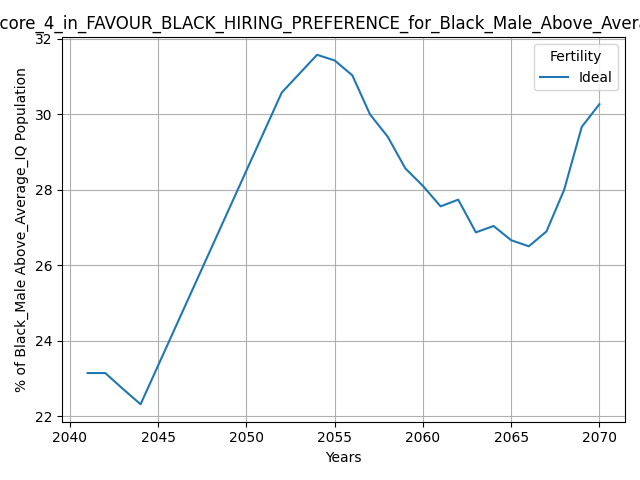 core_4_in_FAVOUR_BLACK_HIRING_PREFERENCE_for_Black_Male_Above_Avera
32
30
28
26
24
22
% of Black_Male Above_Average_IQ Population
Fertility
Ideal
2040
2045
2050
2055
2060
2065
2070
Years